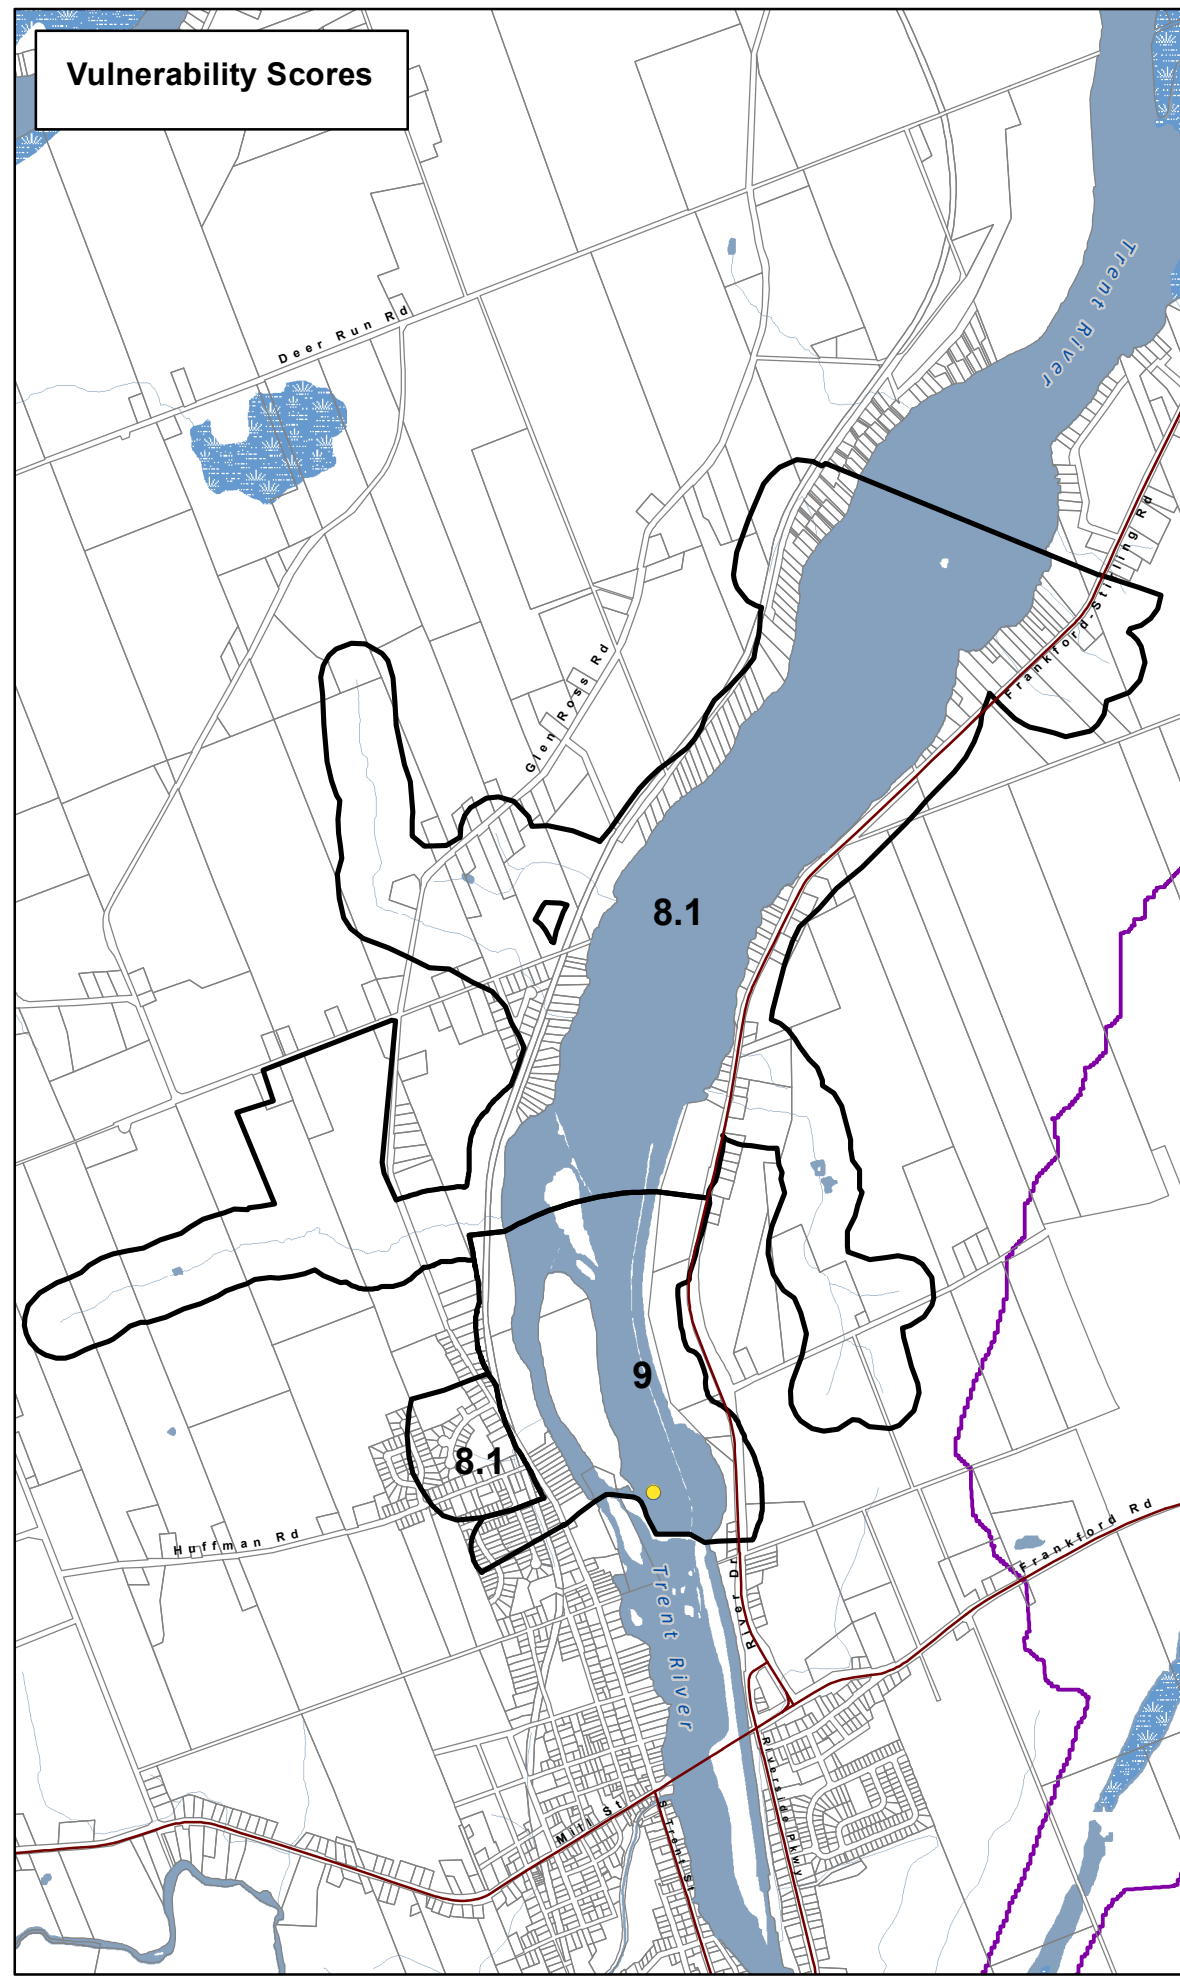 Vulnerability Scores
Trent River
Deer Run Rd
Frankford-Stirling Rd
Glen Ross Rd
8.1
9
8.1
Huffman Rd
Frankford Rd
Trent River
River Dr
Riverside Pkwy
Mill St
S Trent St